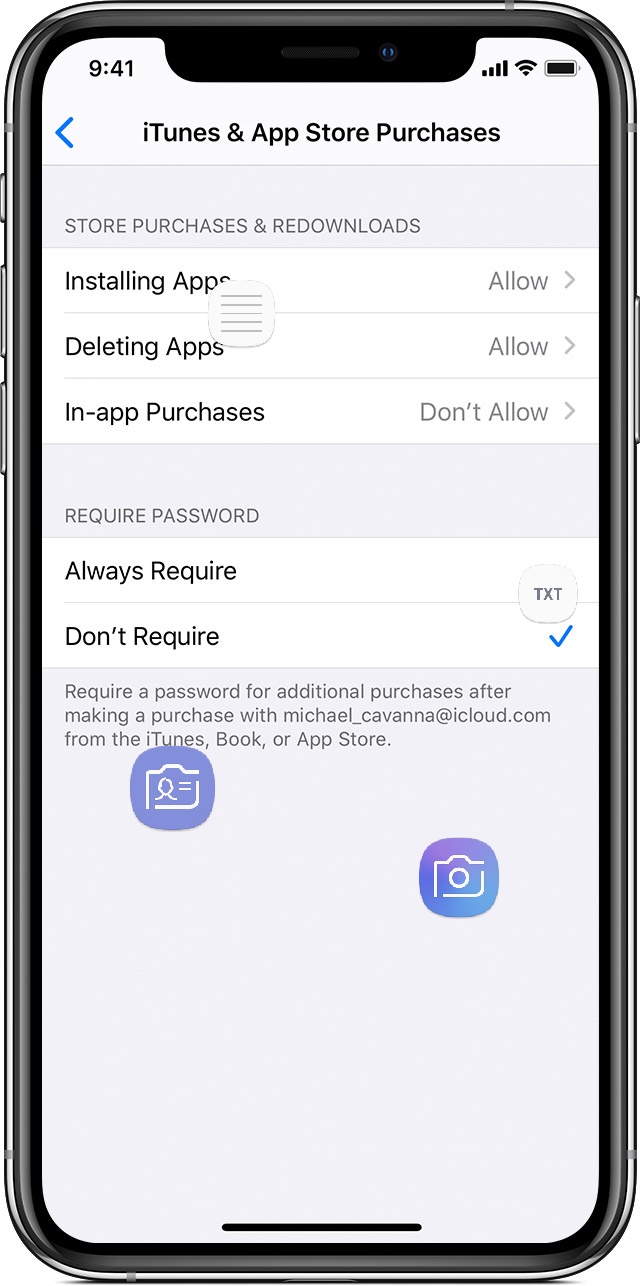 9:41
iTunes & App Store Purchases
STORE PURCHASES & REDOWNLOADS
Installing Apps Allow
Deleting Apps Allow
In-app Purchases Don’t Allow
REQUIRE PASSWORD
Always Require
TXT
Don’t Require
Require a password for additional purchases after
making a purchase with michael_cavanna@icloud.com
from the iTunes, Book, or App Store.